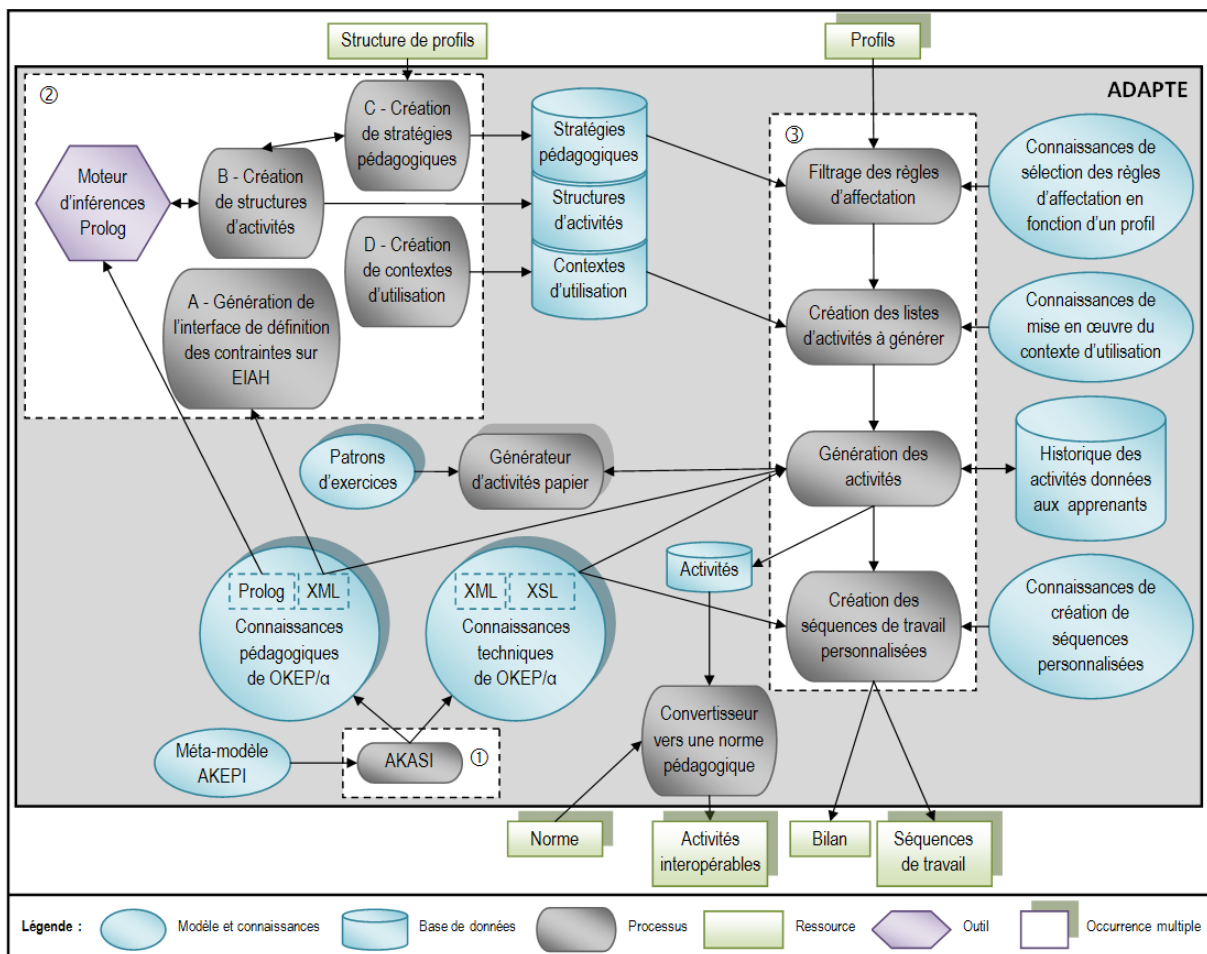 Structure de profils
Profils
ADAPTE
②
C - Création
de stratégies
pédagogiques
B - Création
de structures
d'activités
Moteur
d'inférences
Prolog
D - Création
de contextes
d'utilisation
A - Génération de
l'interface de définition
des contraintes sur
EIAH
Stratégies
pédagogiques
Structures
d'activités
Contextes
d'utilisation
③
Filtrage des règles
d'affectation
Connaissances de
sélection des règles
d'affectation en
fonction d'un profil
Création des listes
d'activités à générer
Connaissances de
mise en œuvre du
contexte d'utilisation
Patrons
d'exercices
Générateur
d'activités papier
Génération des
activités
Historique des
activités données
aux apprenants
Prolog
XML
Connaissances
pédagogiques
de OKEP/α
XML
XSL
Connaissances
techniques
de OKEP/α
Activités
Création des
séquences de travail
personnalisées
Connaissances de
création de
séquences
personnalisées
Méta-modèle
AKEPI
AKASI
①
Convertisseur
vers une norme
pédagogique
Norme
Activités
interopérables
Bilan
Séquences
de travail
Légende :
Modèle et connaissances
Base de données
Processus
Ressource
Outil
Occurrence multiple